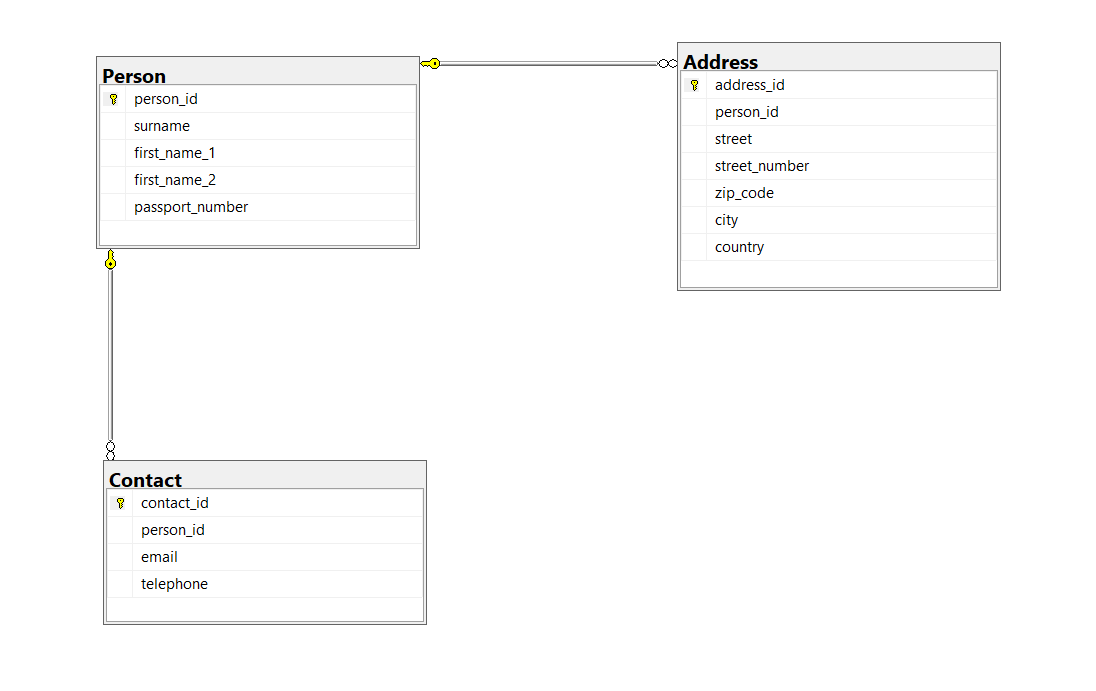 Person
person_id
surname
first_name_1
first_name_2
passport_number
Address
address_id
person_id
street
street_number
zip_code
city
country
Contact
contact_id
person_id
email
telephone